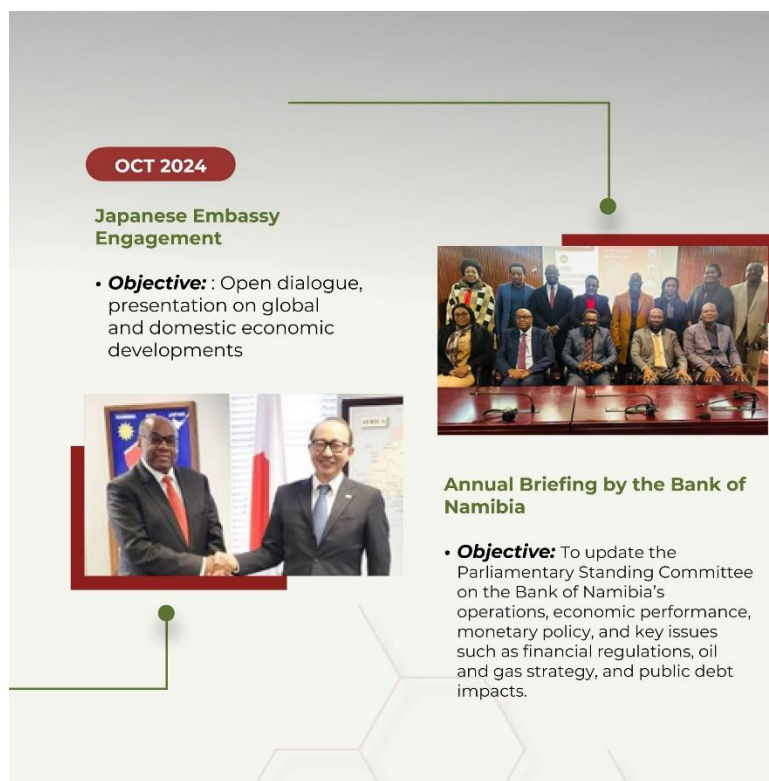 OCT 2024
Japanese Embassy
Engagement
• Objective: : Open dialogue,
presentation on global
and domestic economic
developments
AFRICA
Annual Briefing by the Bank of
Namibia
• Objective: To update the
Parliamentary Standing Committee
on the Bank of Namibia's
operations, economic performance,
monetary policy, and key issues
such as financial regulations, oil
and gas strategy, and public debt
impacts.